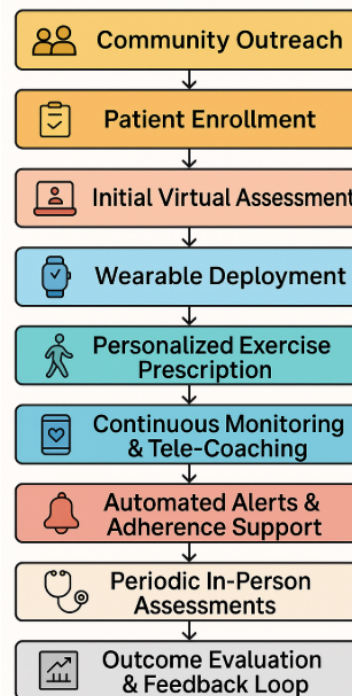 Community Outreach
Patient Enrollment
Initial Virtual Assessment
Wearable Deployment
Personalized Exercise
Prescription
Continuous Monitoring
& Tele-Coaching
Automated Alerts &
Adherence Support
Periodic In-Person
Assessments
Outcome Evaluation
& Feedback Loop